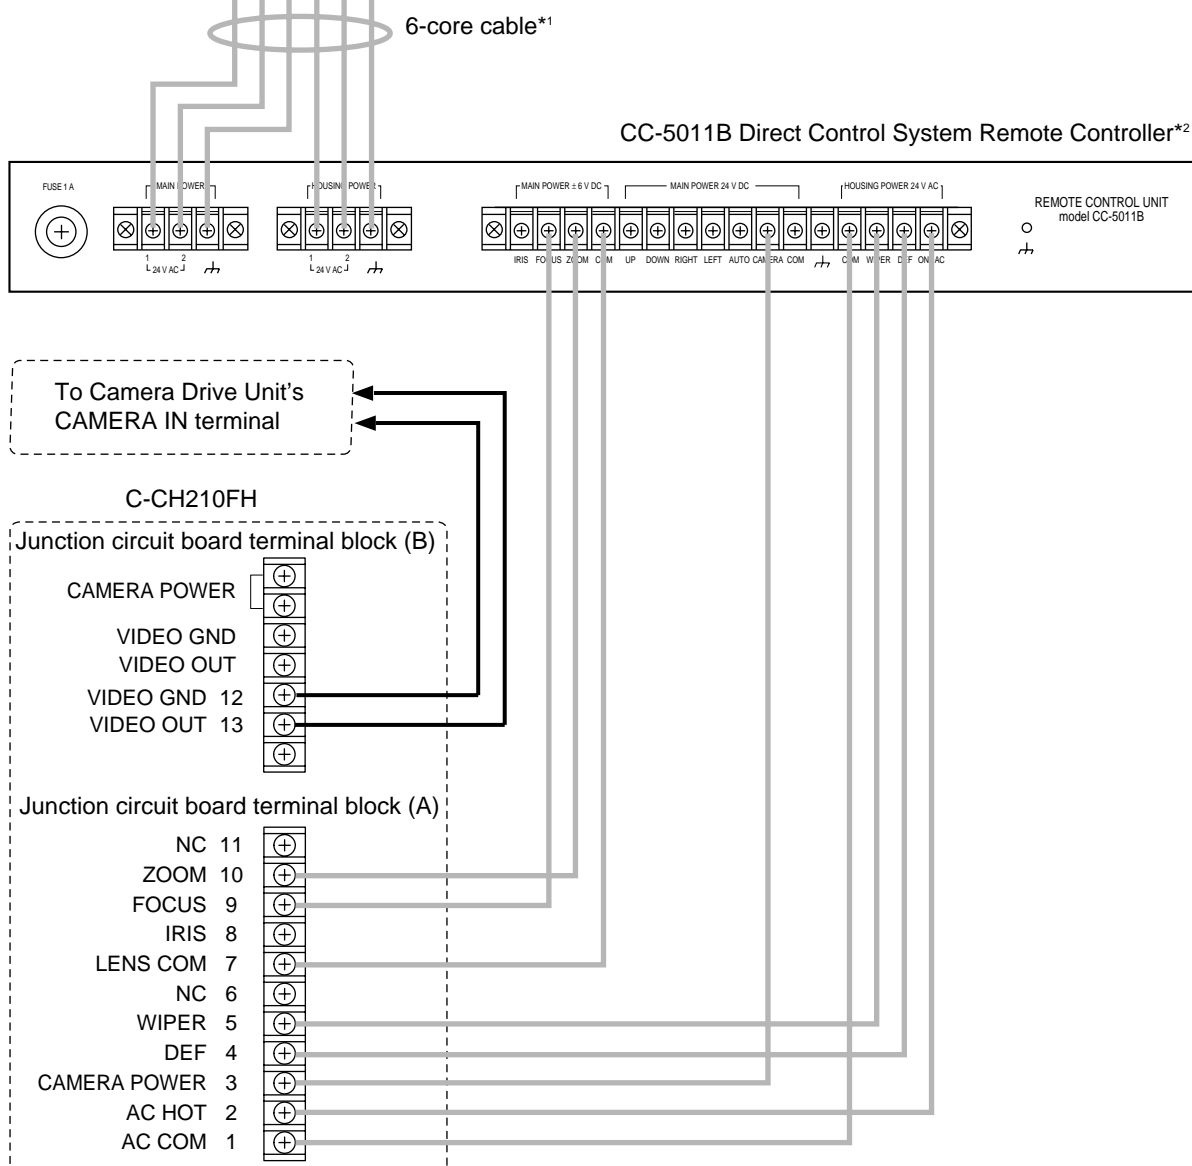 6-core cable*1
CC-5011B Direct Control System Remote Controller*2
FUSE 1 A
MAIN POWER
HOUSING POWER
MAIN POWER ± 6 V DC
MAIN POWER 24 V DC
HOUSING POWER 24 V AC
REMOTE CONTROL UNIT
model CC-5011B
1 2
24 V AC
1 2
24 V AC
IRIS FOCUS ZOOM COM UP DOWN RIGHT LEFT AUTO CAMERA COM COM WIPER DEF ON AC
To Camera Drive Unit's
CAMERA IN terminal
C-CH210FH
Junction circuit board terminal block (B)
CAMERA POWER
VIDEO GND
VIDEO OUT
VIDEO GND 12
VIDEO OUT 13
Junction circuit board terminal block (A)
NC 11
ZOOM 10
FOCUS 9
IRIS 8
LENS COM 7
NC 6
WIPER 5
DEF 4
CAMERA POWER 3
AC HOT 2
AC COM 1